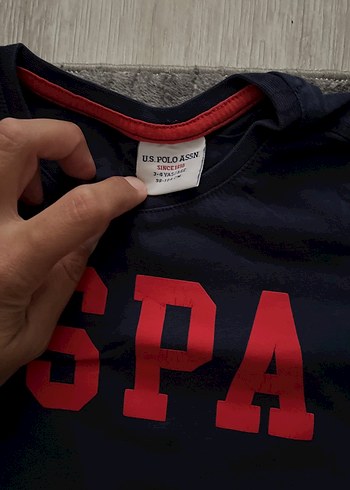 U.S. POLO ASSN.
SINCE 1890
SPA